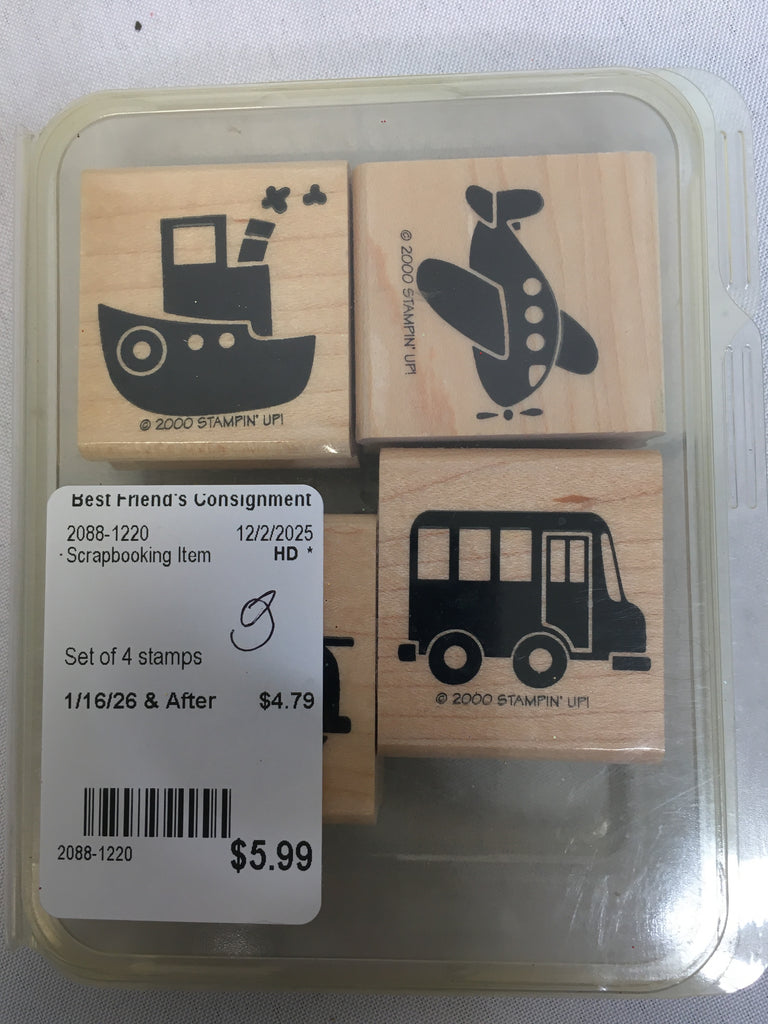 © 2000 STAMPIN' UP!
© 2000 STAMPIN' UP!
© 2000 STAMPIN' UP!
Best Friend's Consignment
2088-1220 12/2/2025
Scrapbooking Item HD *
Set of 4 stamps
1/16/26 & After $4.79
2088-1220 $5.99